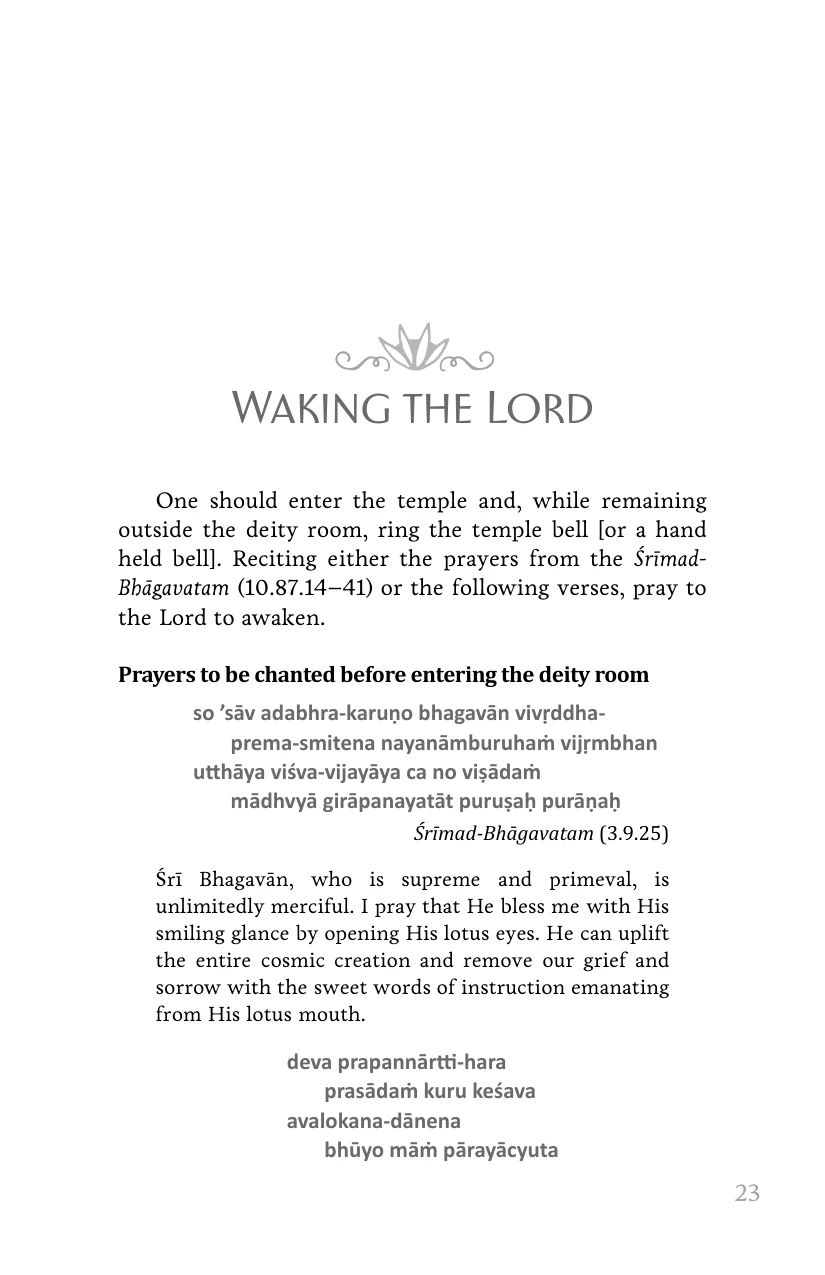 WAKING THE LORD
One should enter the temple and, while remaining
outside the deity room, ring the temple bell [or a hand
held bell]. Reciting either the prayers from the Śrīmad-
Bhāgavatam (10.87.14–41) or the following verses, pray to
the Lord to awaken.
Prayers to be chanted before entering the deity room
so ’sāv adabhra-karuṇo bhagavān vivṛddha-
prema-smitena nayanāmburuhaṁ vijṛmbhan
utthāya viśva-vijayāya ca no viṣādaṁ
mādhvyā girāpanayatāt puruṣaḥ purāṇaḥ
Śrīmad-Bhāgavatam (3.9.25)
Śrī Bhagavān, who is supreme and primeval, is
unlimitedly merciful. I pray that He bless me with His
smiling glance by opening His lotus eyes. He can uplift
the entire cosmic creation and remove our grief and
sorrow with the sweet words of instruction emanating
from His lotus mouth.
deva prapannārtti-hara
prasādaṁ kuru keśava
avalokana-dānena
bhūyo māṁ pārayācyuta
23